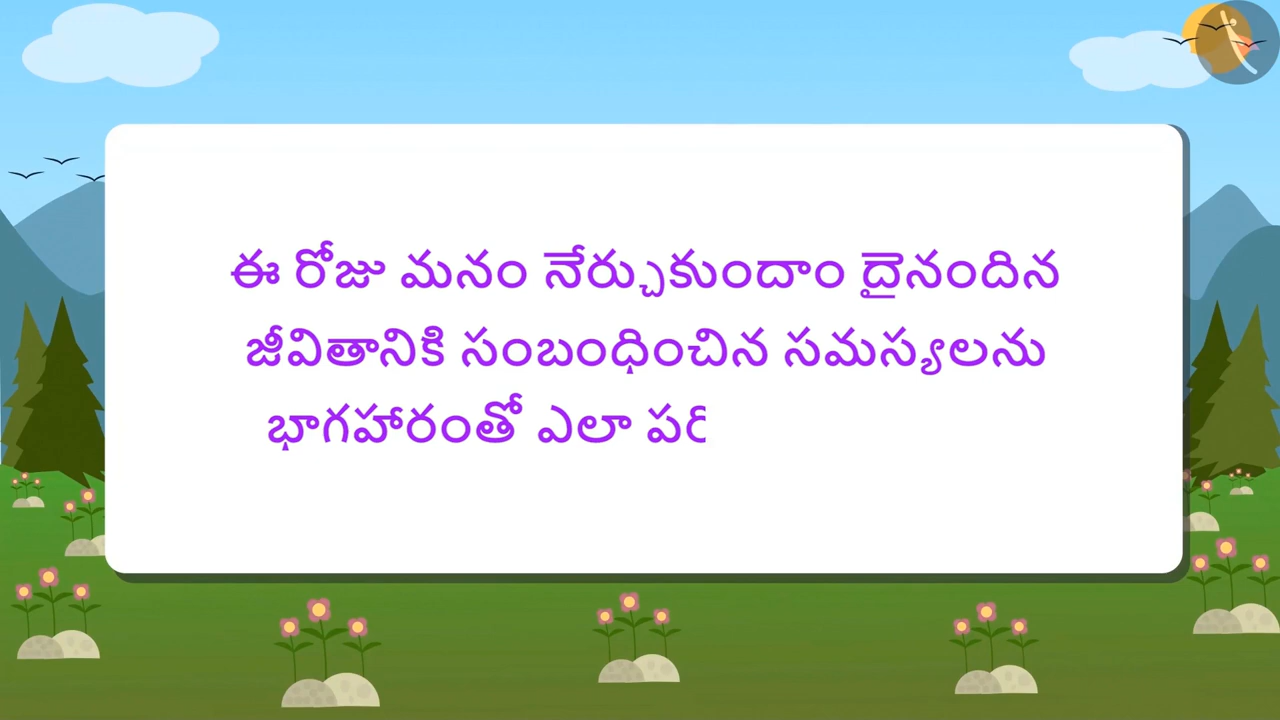 ఈ రోజు మనం నేర్చుకుందాం దైనందిన
జీవితానికి సంబంధించిన సమస్యలను
భాగహారంతో ఎలా